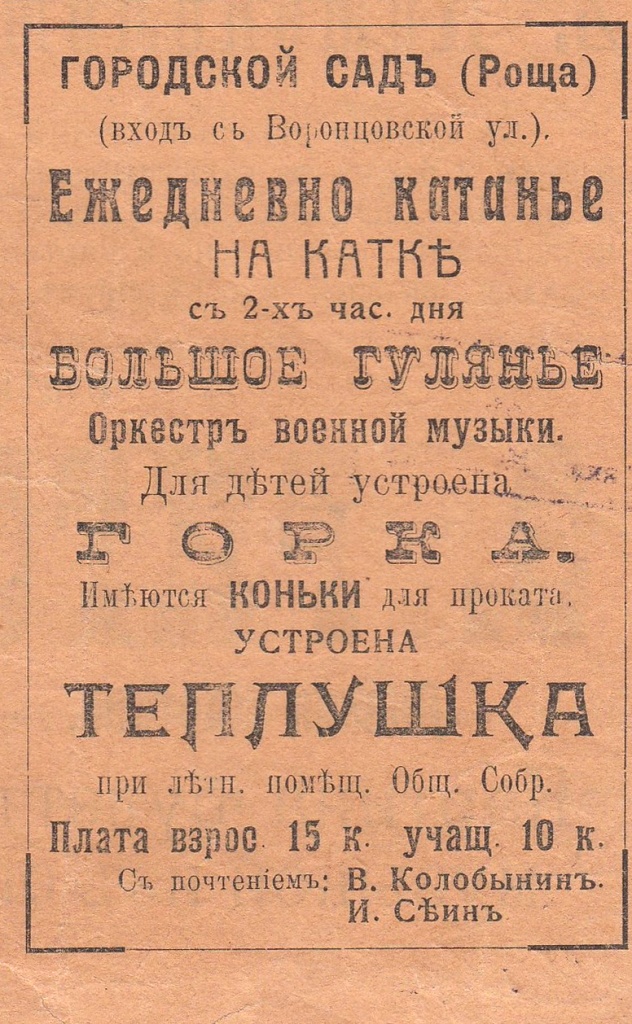 ГОРОДСКОЙ САДЪ (Роща)
(входъ съ Воронцовской ул.).
Ежедневно катанье
НА КАТКѢ
съ 2-хъ час. дня
БОЛЬШОЕ ГУЛЯНЬЕ
Оркестръ военной музыки.
Для дѣтей устроена
ГОРКА.
Имѣются КОНЬКИ для проката.
УСТРОЕНА
ТЕПЛУШКА
при лѣтн. помѣщ. Общ. Собр.
Плата взрос. 15 к. учащ. 10 к.
Съ почтеніемъ: В. Колобынинъ.
И. Сѣинъ